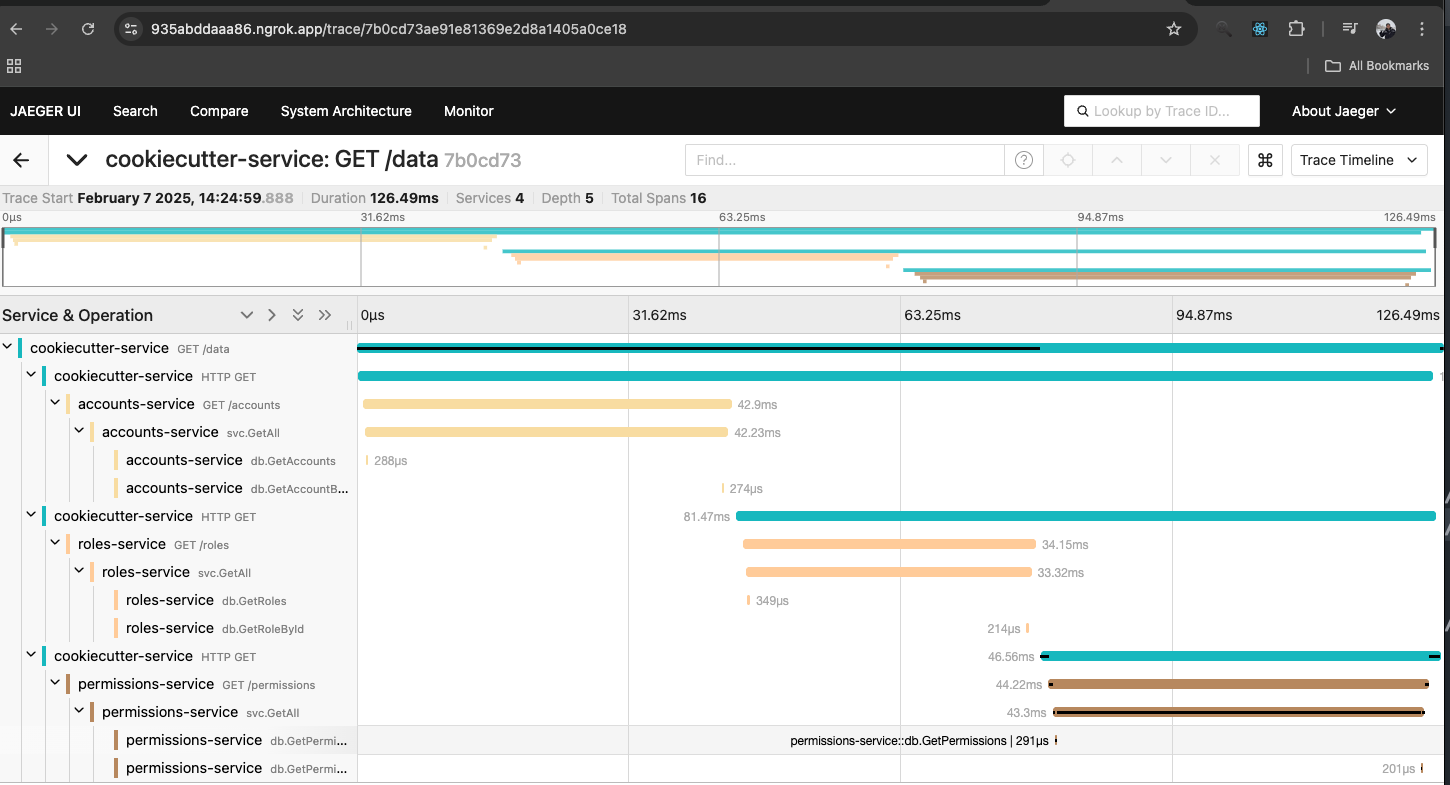 935abddaaa86.ngrok.app/trace/7b0cd73ae91e81369e2d8a1405a0ce18
All Bookmarks
JAEGER UI Search Compare System Architecture Monitor Lookup by Trace ID... About Jaeger
cookiecutter-service: GET /data 7b0cd73 Find... Trace Timeline
Trace Start February 7 2025, 14:24:59.888 Duration 126.49ms Services 4 Depth 5 Total Spans 16
0µs 31.62ms 63.25ms 94.87ms 126.49ms
Service & Operation 0µs 31.62ms 63.25ms 94.87ms 126.49ms
cookiecutter-service GET /data
cookiecutter-service HTTP GET 1
accounts-service GET /accounts 42.9ms
accounts-service svc.GetAll 42.23ms
accounts-service db.GetAccounts 288µs
accounts-service db.GetAccountB... 274µs
cookiecutter-service HTTP GET 81.47ms
roles-service GET /roles 34.15ms
roles-service svc.GetAll 33.32ms
roles-service db.GetRoles 349µs
roles-service db.GetRoleById 214µs
cookiecutter-service HTTP GET 46.56ms
permissions-service GET /permissions 44.22ms
permissions-service svc.GetAll 43.3ms
permissions-service db.GetPermi... permissions-service::db.GetPermissions | 291µs
permissions-service db.GetPermi... 201µs